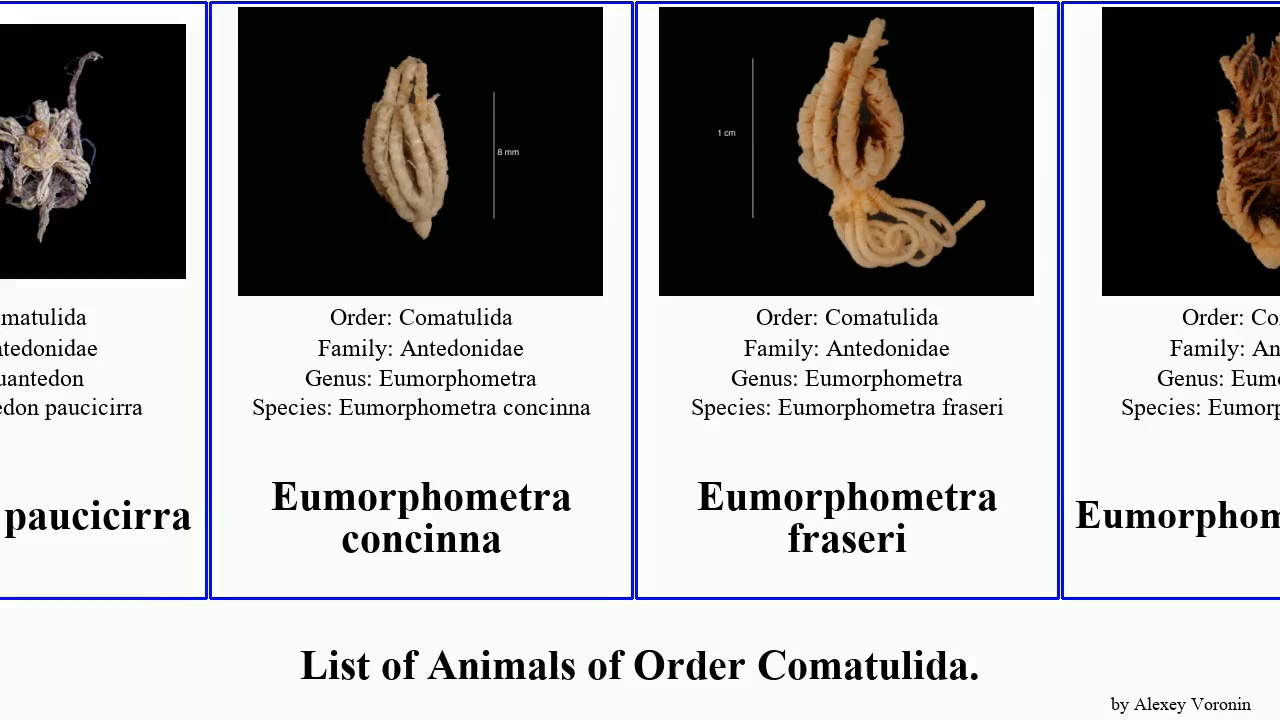 matulida
tedonidae
uantedon
edon paucicirra
paucicirra
8 mm
Order: Comatulida
Family: Antedonidae
Genus: Eumorphometra
Species: Eumorphometra concinna
Eumorphometra
concinna
1 cm
Order: Comatulida
Family: Antedonidae
Genus: Eumorphometra
Species: Eumorphometra fraseri
Eumorphometra
fraseri
Order: Co
Family: An
Genus: Eum
Species: Eumorp
Eumorphom
List of Animals of Order Comatulida.
by Alexey Voronin